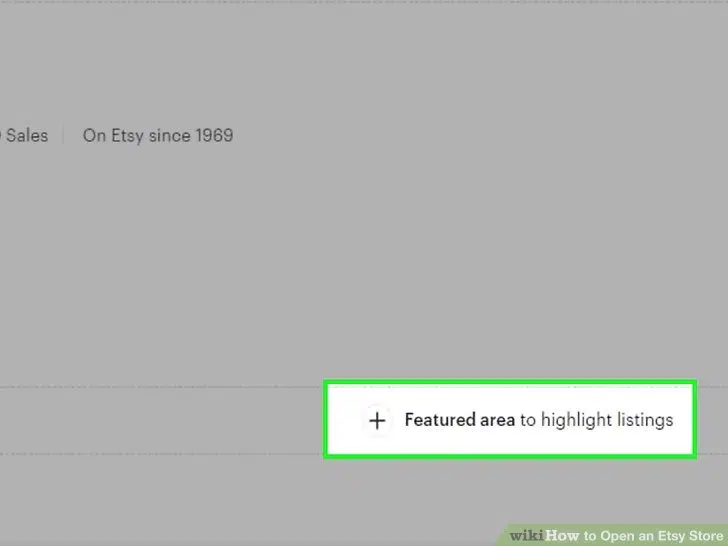 Sales
On Etsy since 1969
Featured area to highlight listings
wikiHow to Open an Etsy Store